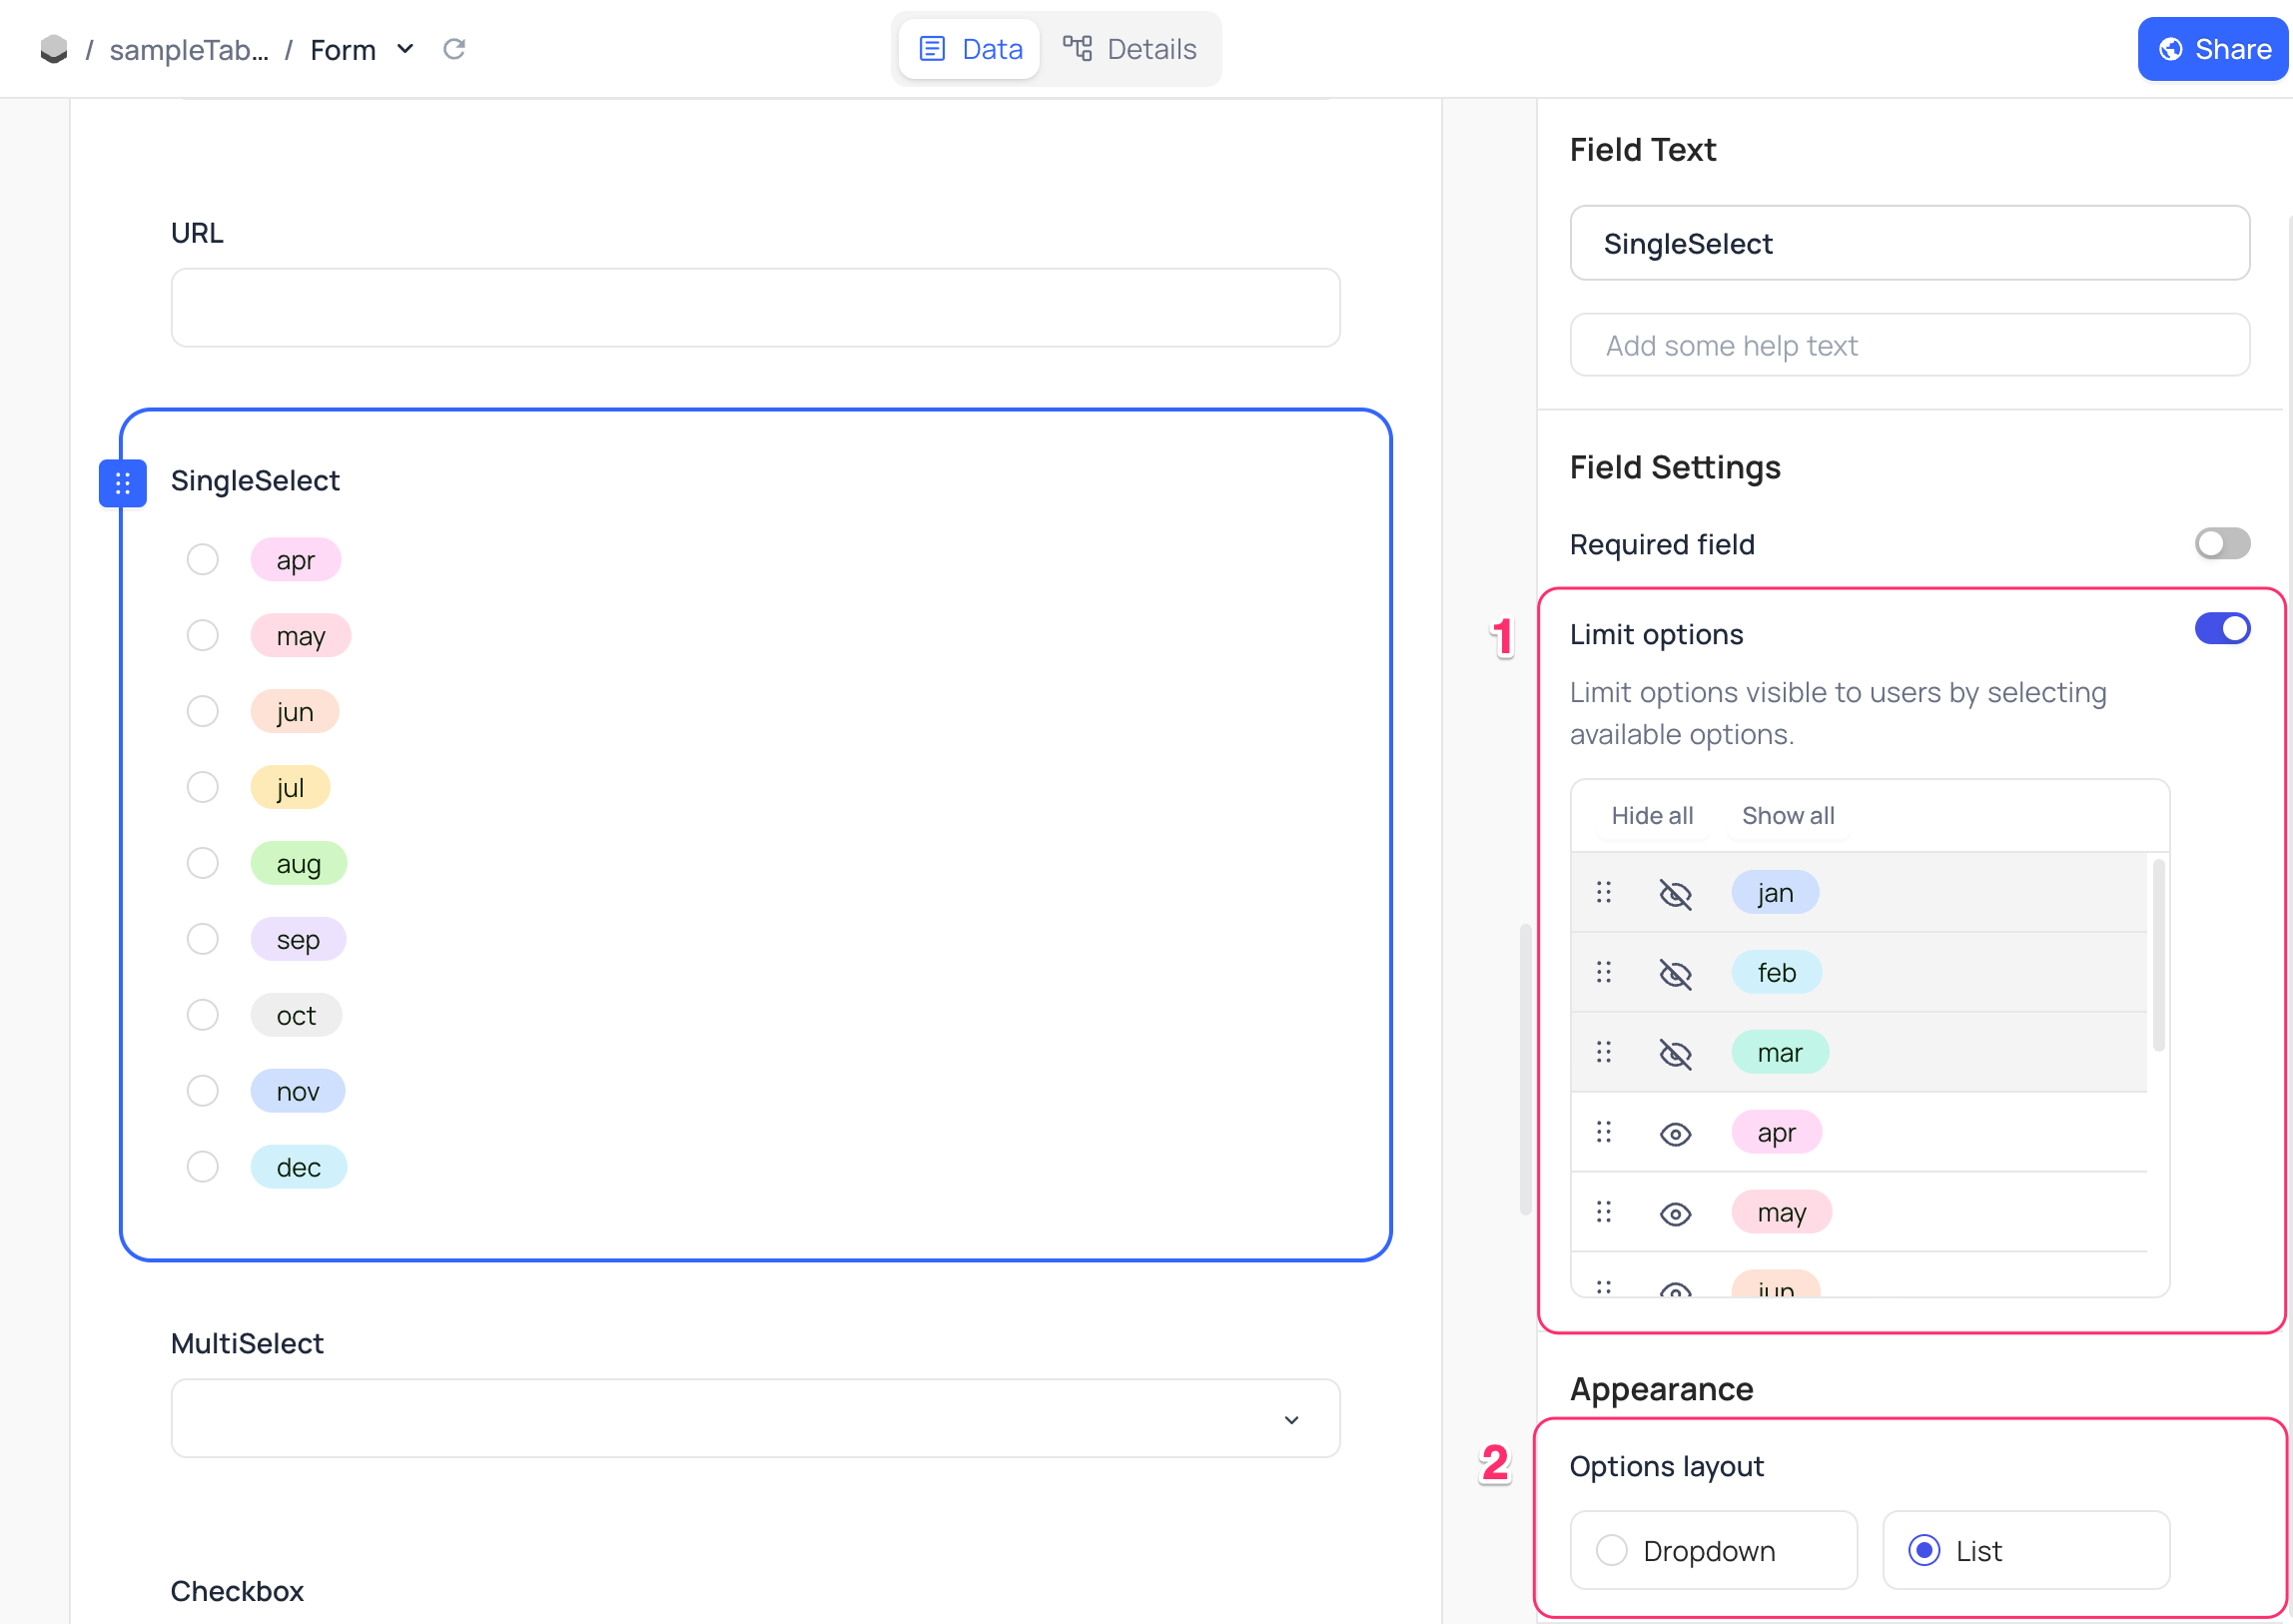 / sampleTab... / Form
Data
Details
Share
URL
SingleSelect
apr
may
jun
jul
aug
sep
oct
nov
dec
MultiSelect
Checkbox
Field Text
SingleSelect
Add some help text
Field Settings
Required field
1
Limit options
Limit options visible to users by selecting
available options.
Hide all Show all
jan
feb
mar
apr
may
jun
Appearance
2
Options layout
Dropdown
List